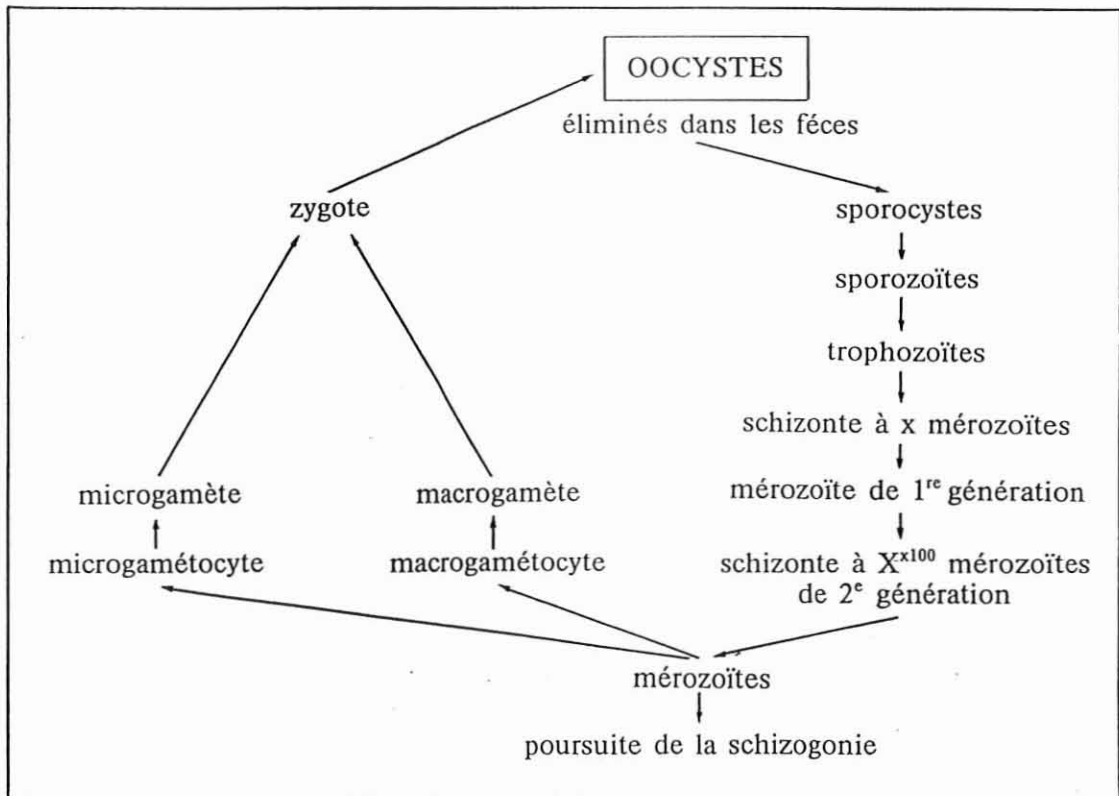 OOCYSTES
éliminés dans les féces
zygote
sporocystes
sporozoïtes
trophozoïtes
schizonte à x mérozoïtes
microgamète
macrogamète
mérozoïte de 1re génération
microgamétocyte
macrogamétocyte
schizonte à Xx100 mérozoïtes
de 2e génération
mérozoïtes
poursuite de la schizogonie